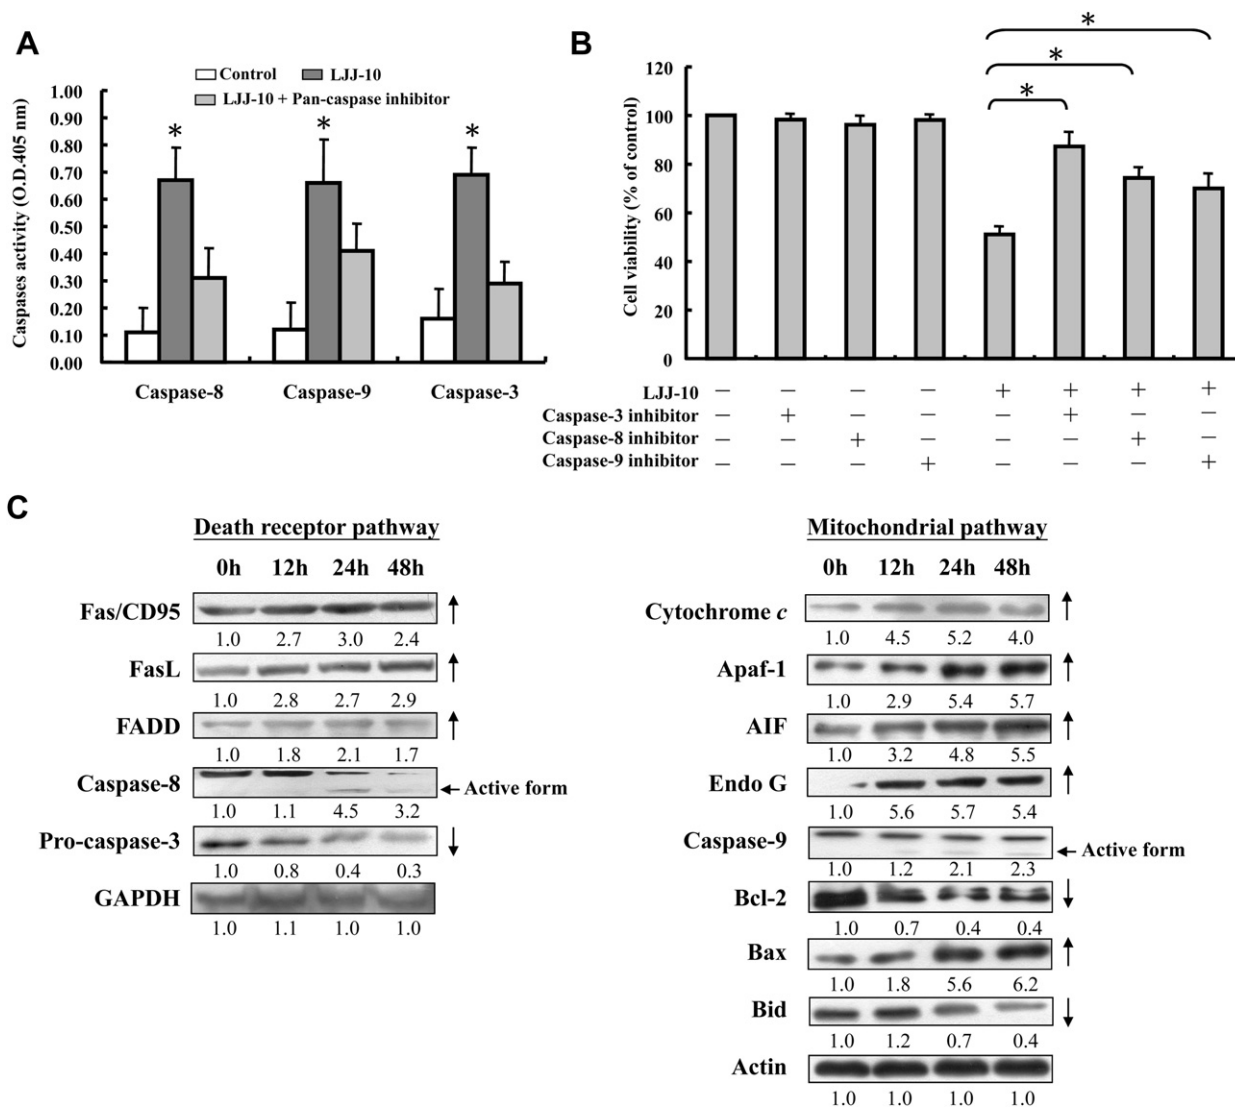 A
Control LJJ-10
LJJ-10 + Pan-caspase inhibitor
Caspases activity (O.D.405 nm)
1.00
0.90
0.80
0.70
0.60
0.50
0.40
0.30
0.20
0.10
0.00
* * *
Caspase-8 Caspase-9 Caspase-3
B
Cell viability (% of control)
120
100
80
60
40
20
0
*
*
*
LJJ-10 − − − − + + + +
Caspase-3 inhibitor − + − − − + − −
Caspase-8 inhibitor − − + − − − + −
Caspase-9 inhibitor − − − + − − − +
C
Death receptor pathway
0h 12h 24h 48h
Fas/CD95 ↑
1.0 2.7 3.0 2.4
FasL ↑
1.0 2.8 2.7 2.9
FADD ↑
1.0 1.8 2.1 1.7
Caspase-8 ← Active form
1.0 1.1 4.5 3.2
Pro-caspase-3 ↓
1.0 0.8 0.4 0.3
GAPDH
1.0 1.1 1.0 1.0
Mitochondrial pathway
0h 12h 24h 48h
Cytochrome c ↑
1.0 4.5 5.2 4.0
Apaf-1 ↑
1.0 2.9 5.4 5.7
AIF ↑
1.0 3.2 4.8 5.5
Endo G ↑
1.0 5.6 5.7 5.4
Caspase-9 ← Active form
1.0 1.2 2.1 2.3
Bcl-2 ↓
1.0 0.7 0.4 0.4
Bax ↑
1.0 1.8 5.6 6.2
Bid ↓
1.0 1.2 0.7 0.4
Actin
1.0 1.0 1.0 1.0